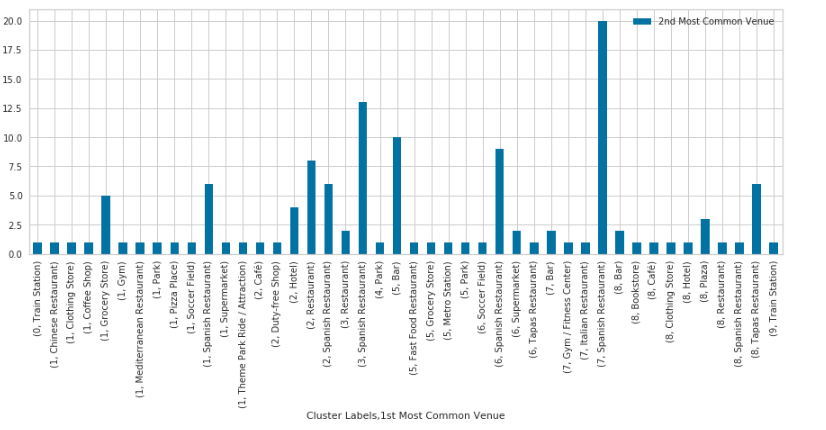 20.0
17.5
15.0
12.5
10.0
7.5
5.0
2.5
0.0
2nd Most Common Venue
(0, Train Station)
(1, Chinese Restaurant)
(1, Clothing Store)
(1, Coffee Shop)
(1, Grocery Store)
(1, Gym)
(1, Mediterranean Restaurant)
(1, Park)
(1, Pizza Place)
(1, Soccer Field)
(1, Spanish Restaurant)
(1, Supermarket)
(1, Theme Park Ride / Attraction)
(2, Café)
(2, Duty-free Shop)
(2, Hotel)
(2, Restaurant)
(2, Spanish Restaurant)
(3, Restaurant)
(3, Spanish Restaurant)
(4, Park)
(5, Bar)
(5, Fast Food Restaurant)
(5, Grocery Store)
(5, Metro Station)
(5, Park)
(6, Soccer Field)
(6, Spanish Restaurant)
(6, Supermarket)
(6, Tapas Restaurant)
(7, Bar)
(7, Gym / Fitness Center)
(7, Italian Restaurant)
(7, Spanish Restaurant)
(8, Bar)
(8, Bookstore)
(8, Café)
(8, Clothing Store)
(8, Hotel)
(8, Plaza)
(8, Restaurant)
(8, Spanish Restaurant)
(8, Tapas Restaurant)
(9, Train Station)
Cluster Labels,1st Most Common Venue